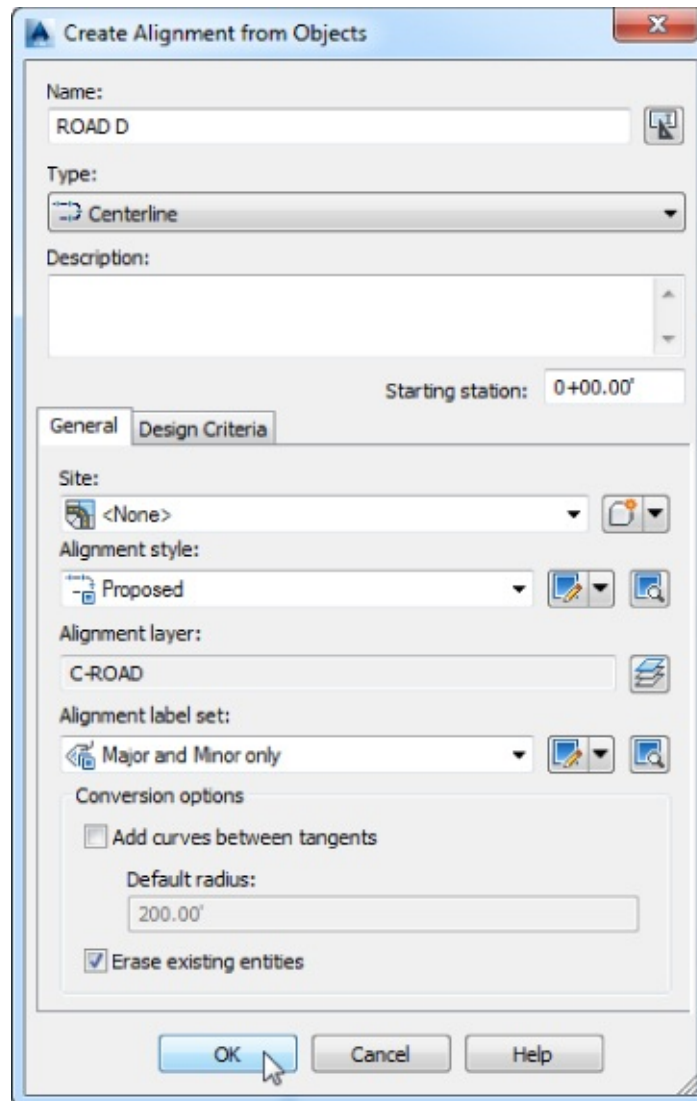 Create Alignment from Objects
Name:
ROAD D
Type:
Centerline
Description:
Starting station: 0+00.00'
General Design Criteria
Site:
<None>
Alignment style:
Proposed
Alignment layer:
C-ROAD
Alignment label set:
Major and Minor only
Conversion options
Add curves between tangents
Default radius:
200.00'
Erase existing entities
OK Cancel Help